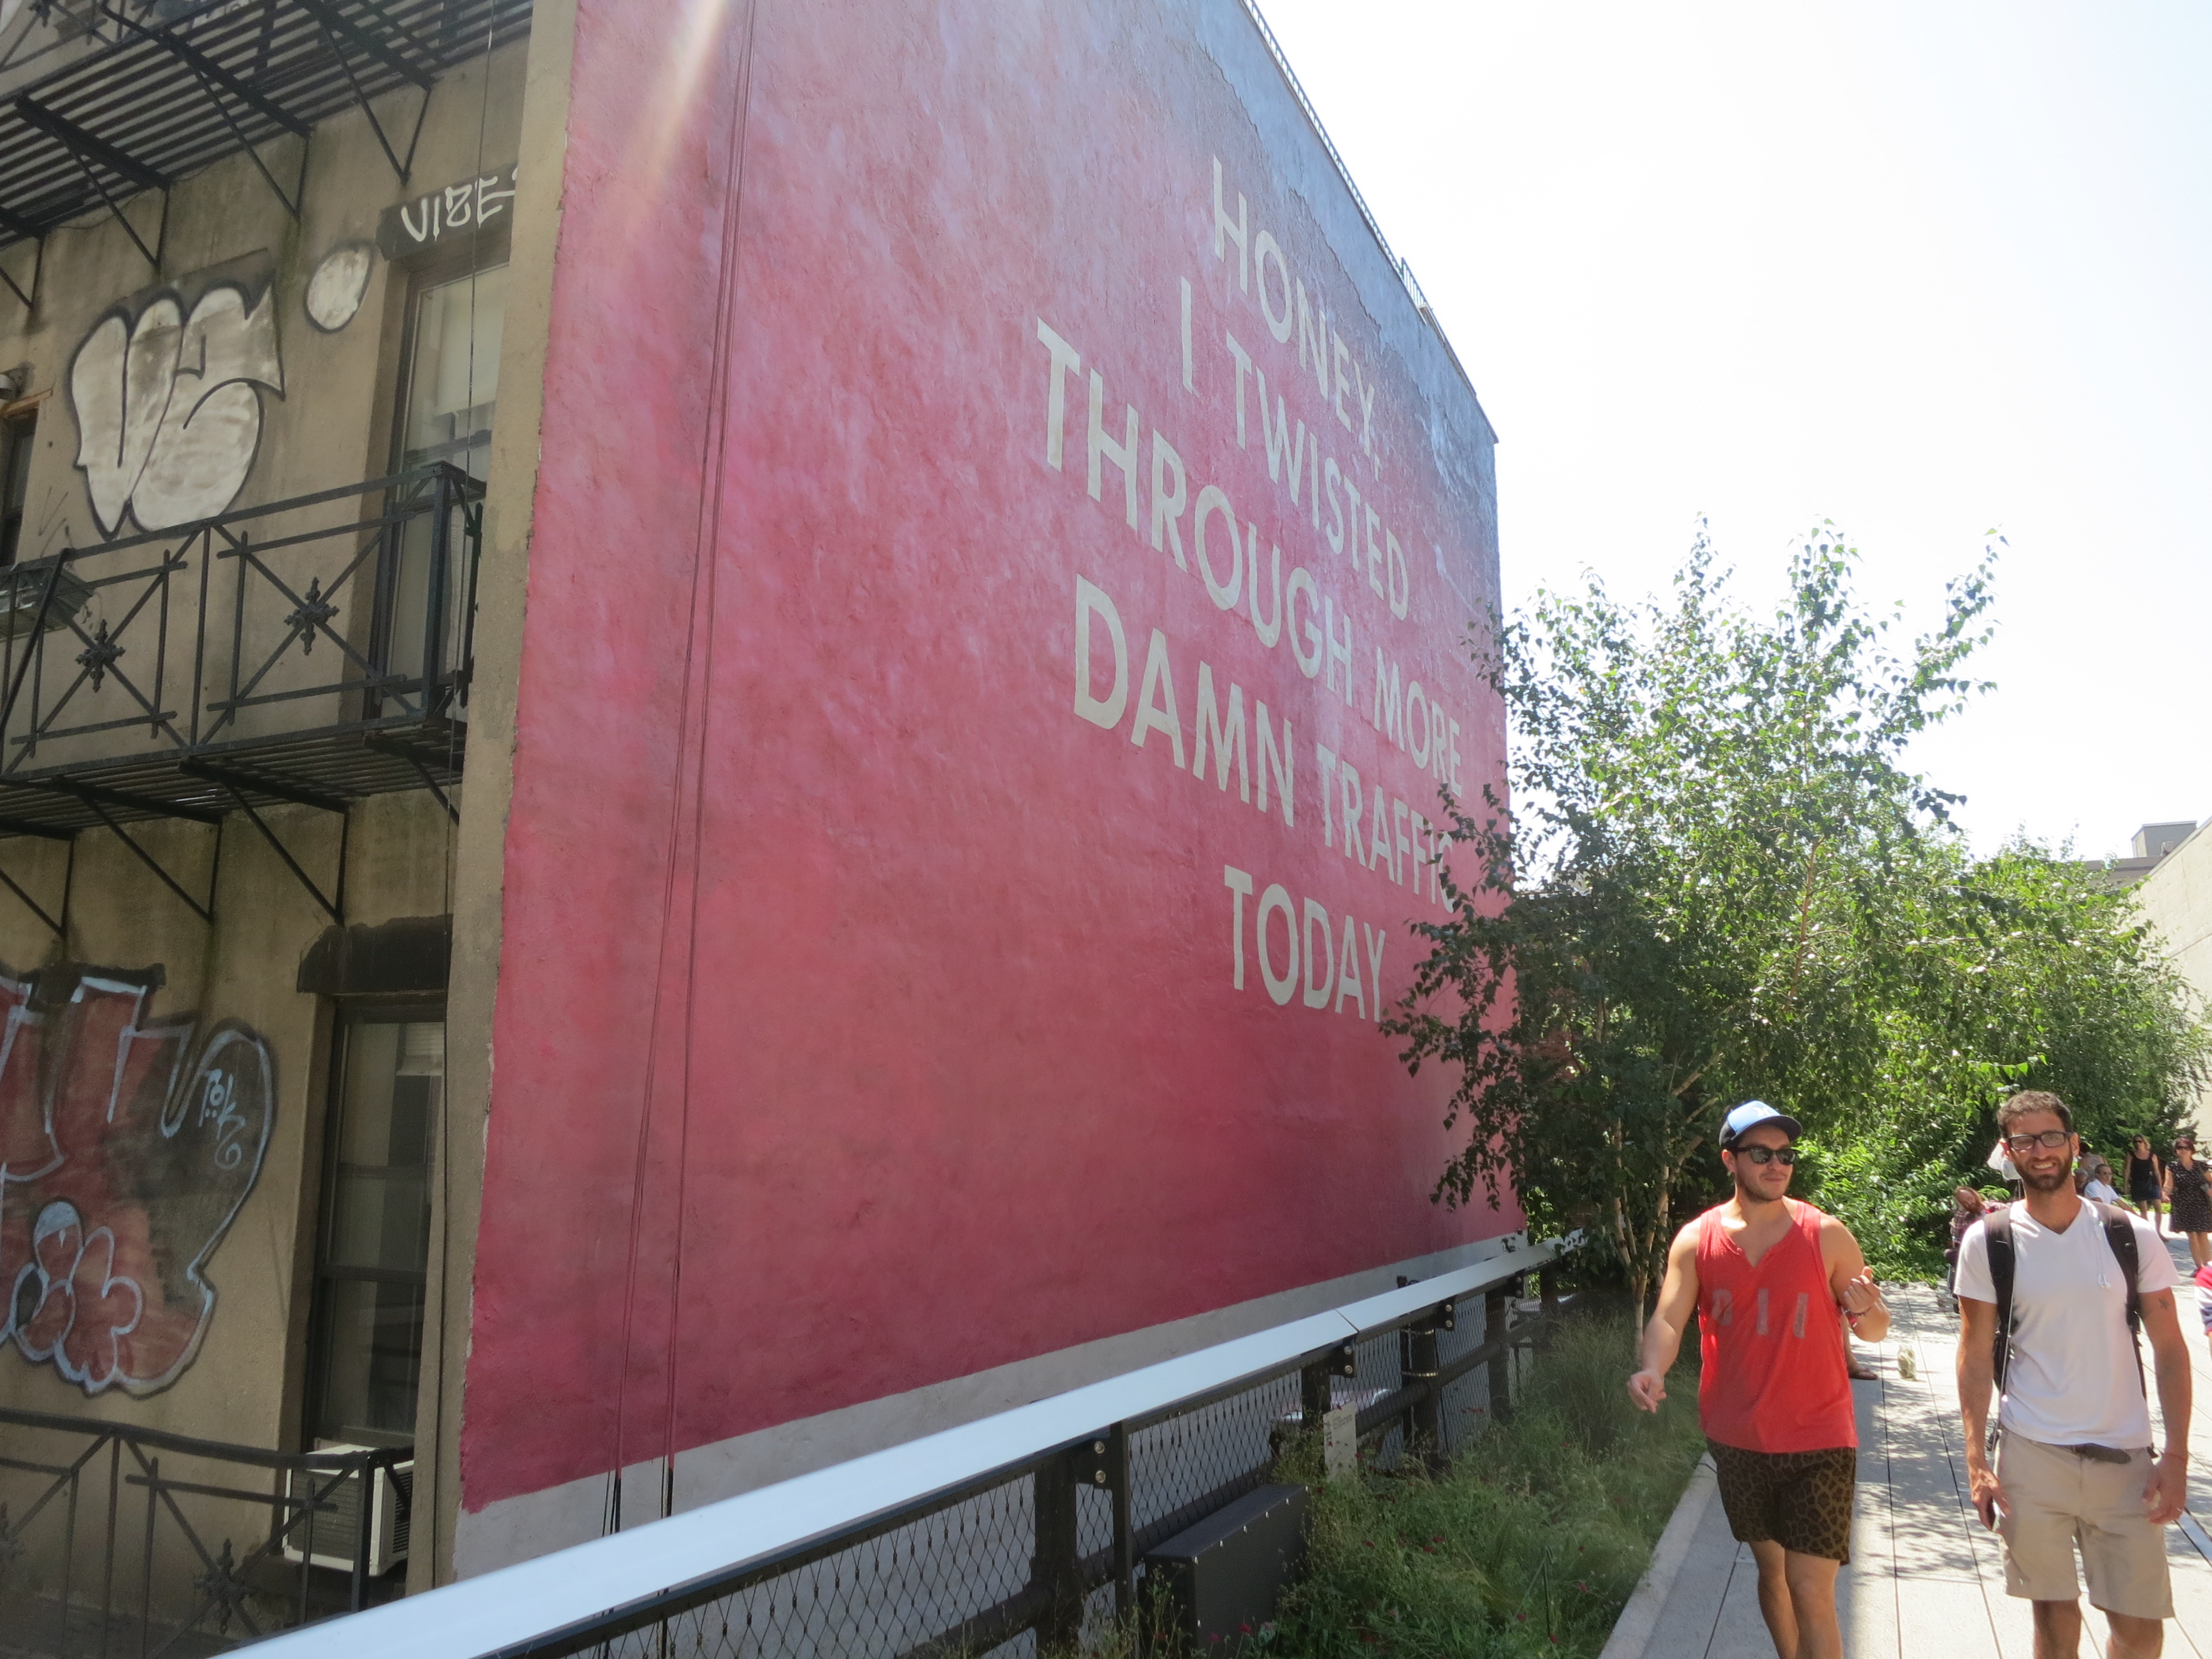 HONEY,
I TWISTED
THROUGH MORE
DAMN TRAFFIC
TODAY